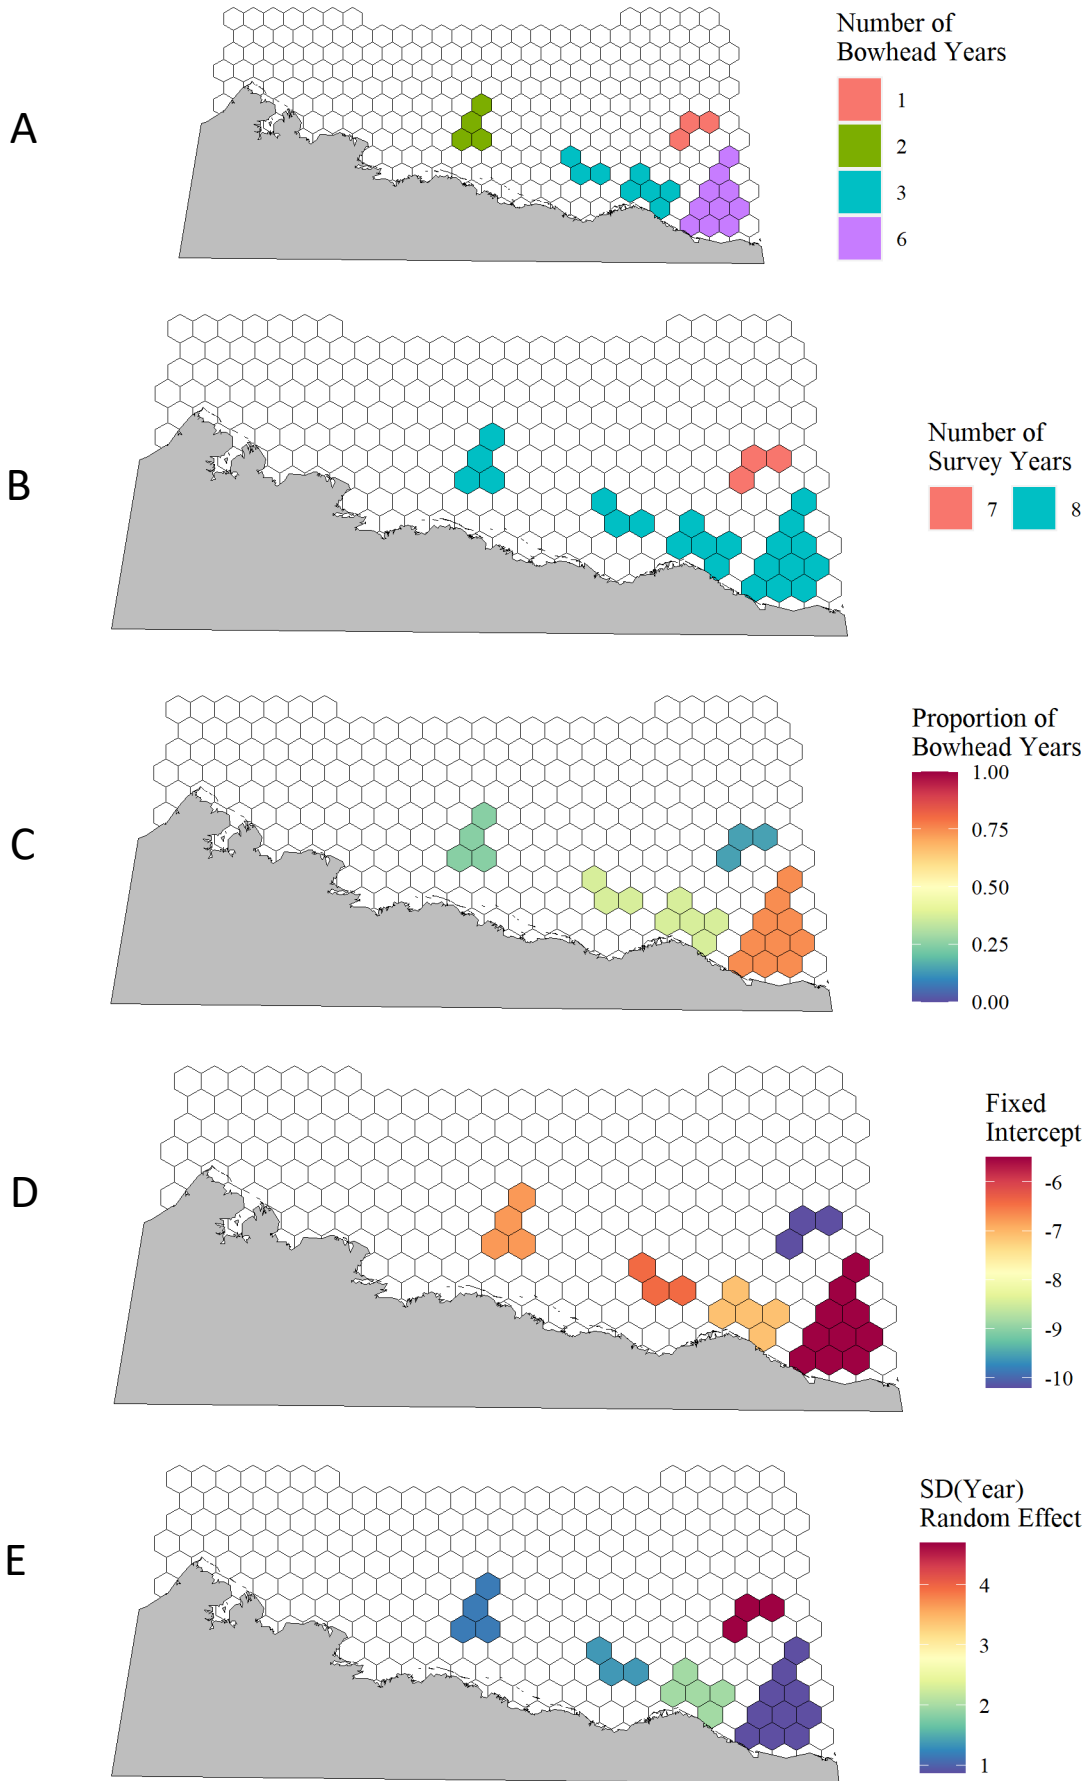 A
Number of
Bowhead Years
1
2
3
6
B
Number of
Survey Years
7 8
C
Proportion of
Bowhead Years
1.00
0.75
0.50
0.25
0.00
D
Fixed
Intercept
-6
-7
-8
-9
-10
E
SD(Year)
Random Effect
4
3
2
1